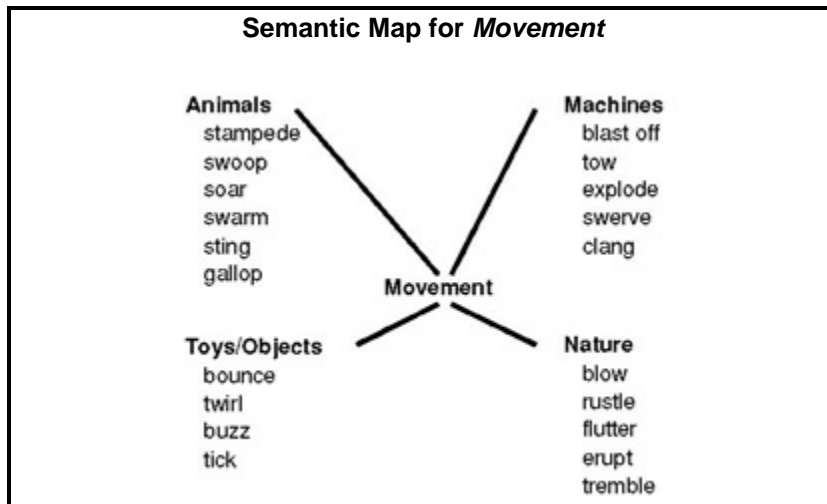 Semantic Map for Movement
Animals
stampede
swoop
soar
swarm
sting
gallop
Machines
blast off
tow
explode
swerve
clang
Movement
Toys/Objects
bounce
twirl
buzz
tick
Nature
blow
rustle
flutter
erupt
tremble